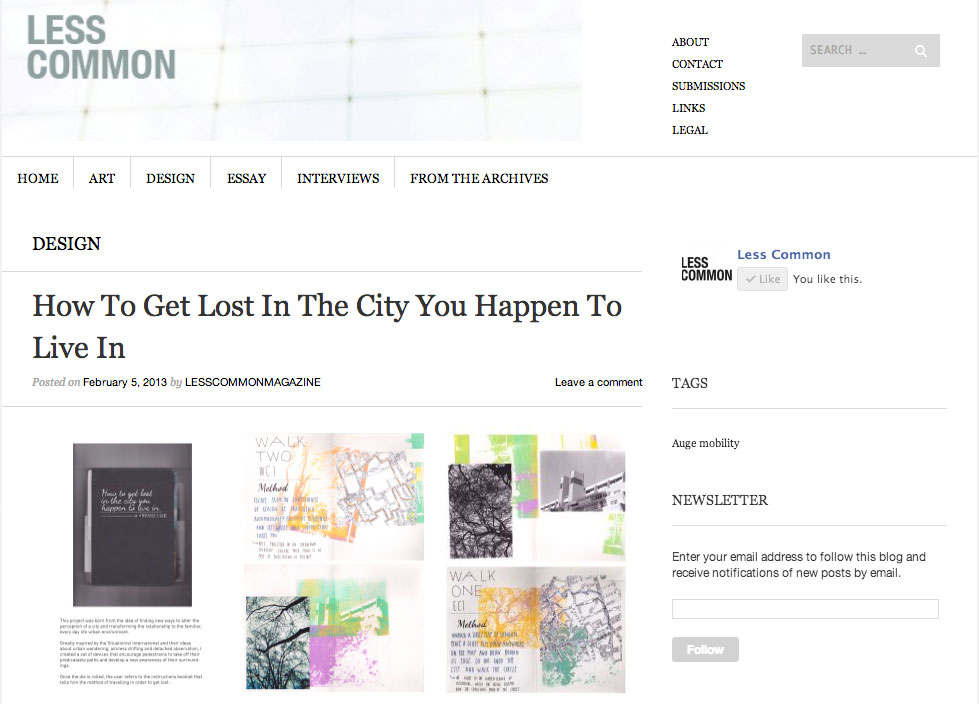 LESS
COMMON
ABOUT
CONTACT
SUBMISSIONS
LINKS
LEGAL
SEARCH …
HOME
ART
DESIGN
ESSAY
INTERVIEWS
FROM THE ARCHIVES
DESIGN
How To Get Lost In The City You Happen To
Live In
Posted on February 5, 2013 by LESSCOMMONMAGAZINE
Leave a comment
How to get lost
in the city you
happen to live in
This project was born from the idea of finding new ways to alter the
perception of a city and transforming the relationship to the familiar,
every day life urban environment.
Greatly inspired by the Situationist International and their ideas
about urban wandering, aimless drifting and detached observation, I
created a set of devices that encourage pedestrians to take off their
predictable paths and develop a new awareness of their surround-
ings.
Once the die is rolled, the user refers to the instructions booklet that
tells him the method of travelling in order to get lost.
WALK
TWO
WC1
Method
WALK
ONE
EC1
Method
LESS
COMMON
Less Common
Like
You like this.
TAGS
Auge mobility
NEWSLETTER
Enter your email address to follow this blog and
receive notifications of new posts by email.
Follow